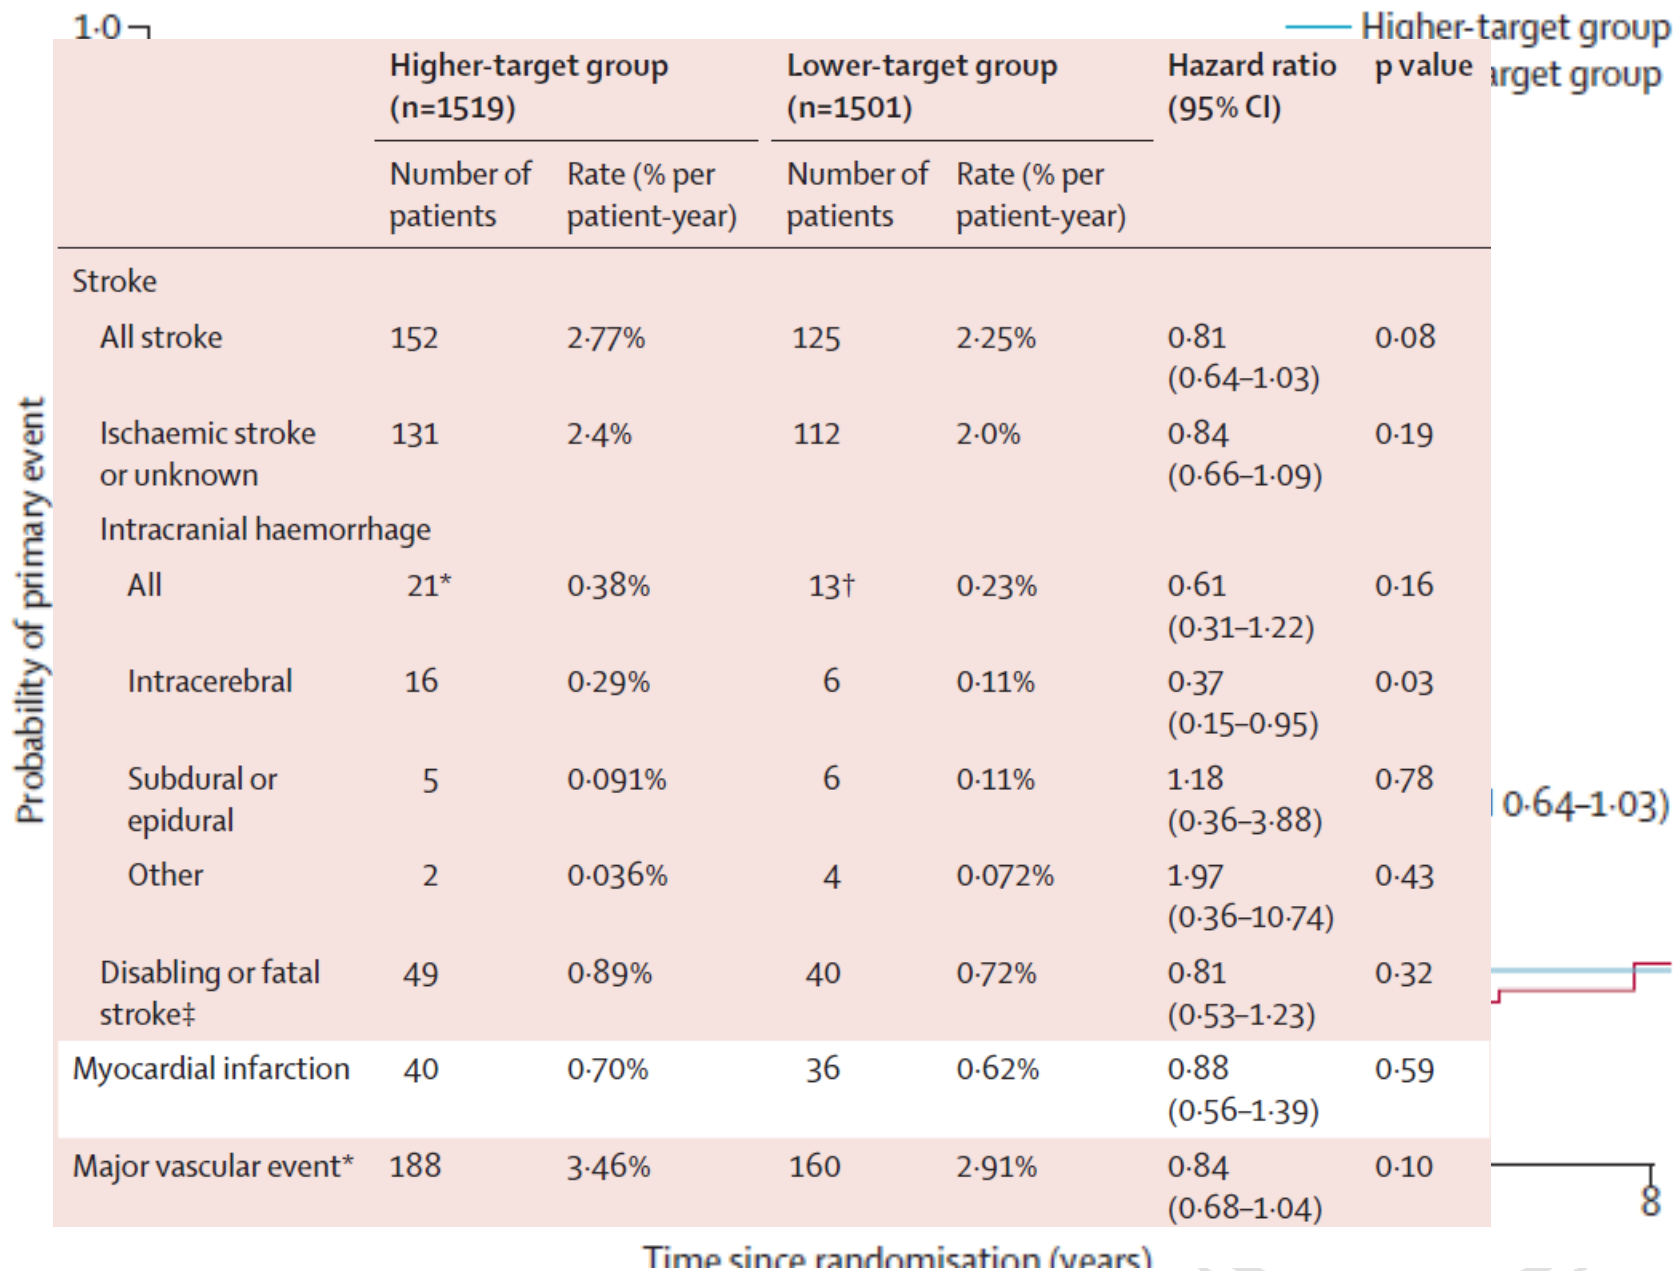 1·0
Higher-target group
arget group
Higher-target group
(n=1519)
Lower-target group
(n=1501)
Hazard ratio
(95% CI)
p value
Number of
patients
Rate (% per
patient-year)
Number of
patients
Rate (% per
patient-year)
Stroke
All stroke 152 2·77% 125 2·25% 0·81 0·08
(0·64–1·03)
Ischaemic stroke 131 2·4% 112 2·0% 0·84 0·19
or unknown (0·66–1·09)
Intracranial haemorrhage
All 21* 0·38% 13† 0·23% 0·61 0·16
(0·31–1·22)
Intracerebral 16 0·29% 6 0·11% 0·37 0·03
(0·15–0·95)
Subdural or 5 0·091% 6 0·11% 1·18 0·78
epidural (0·36–3·88)
Other 2 0·036% 4 0·072% 1·97 0·43
(0·36–10·74)
Disabling or fatal 49 0·89% 40 0·72% 0·81 0·32
stroke‡ (0·53–1·23)
Myocardial infarction 40 0·70% 36 0·62% 0·88 0·59
(0·56–1·39)
Major vascular event* 188 3·46% 160 2·91% 0·84 0·10
(0·68–1·04)
Probability of primary event
0·64–1·03)
8
Time since randomisation (years)